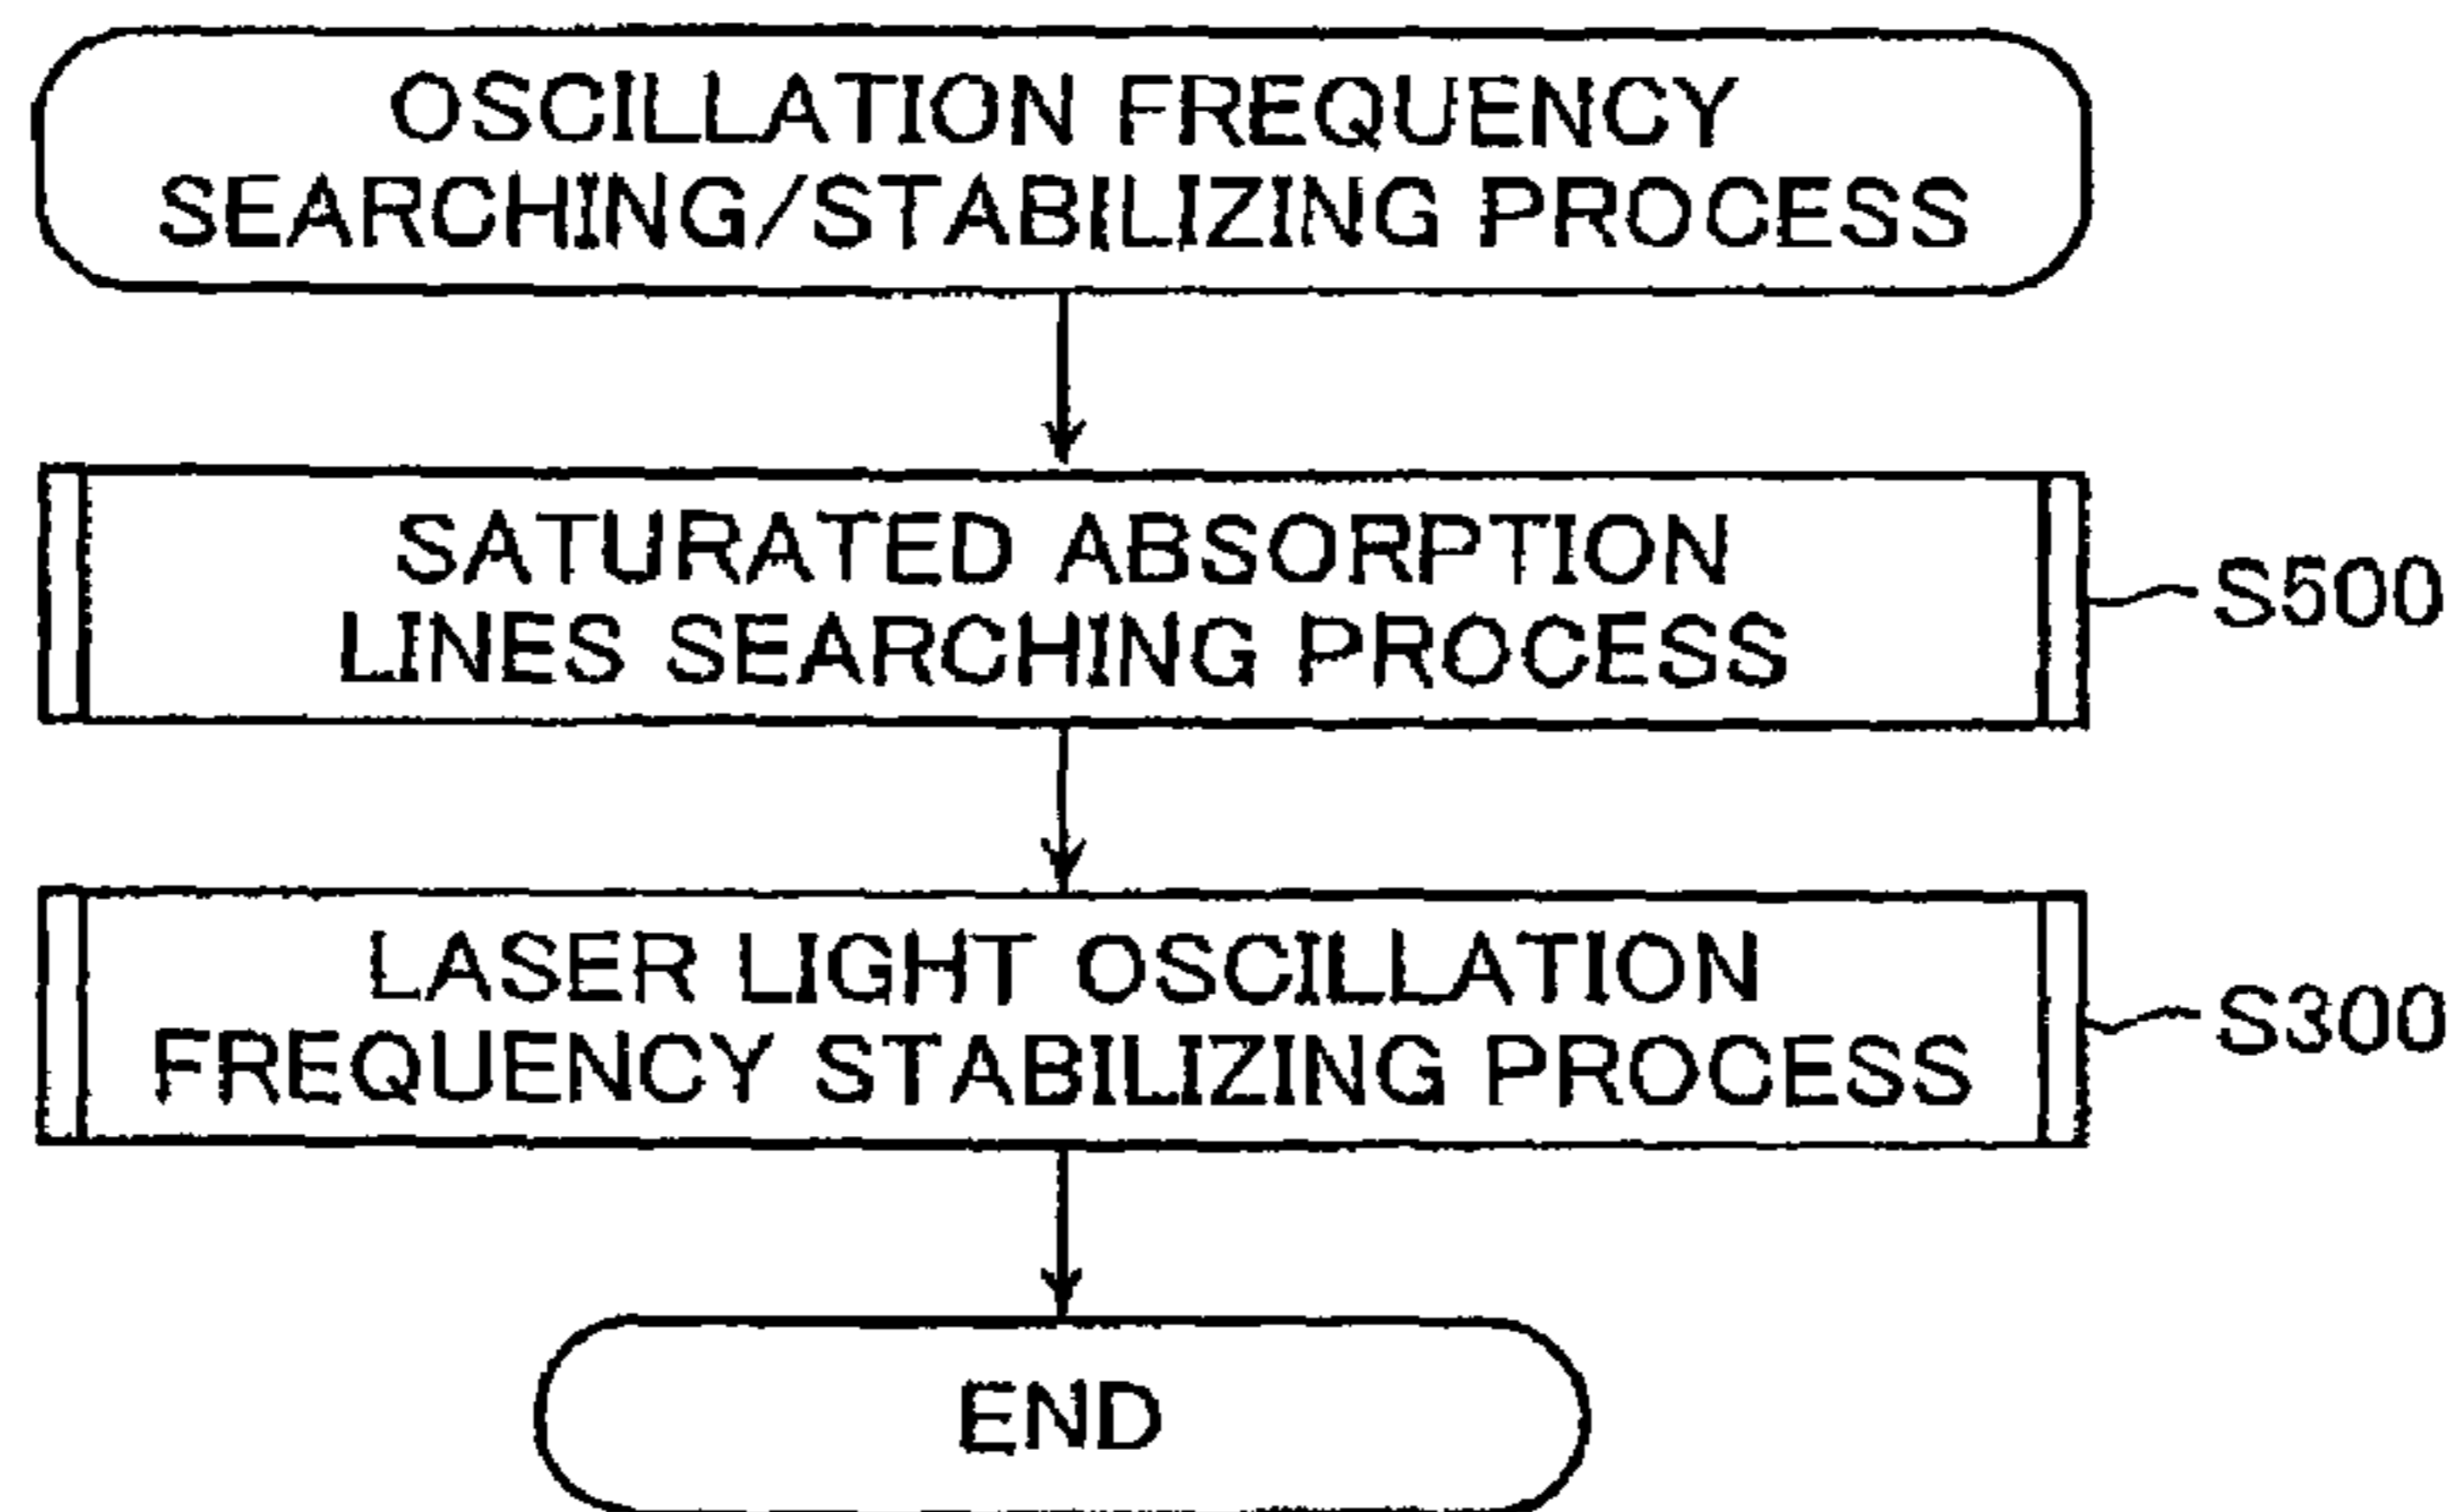 OSCILLATION FREQUENCY
SEARCHING/STABILIZING PROCESS
SATURATED ABSORPTION
LINES SEARCHING PROCESS
S500
LASER LIGHT OSCILLATION
FREQUENCY STABILIZING PROCESS
S300
END